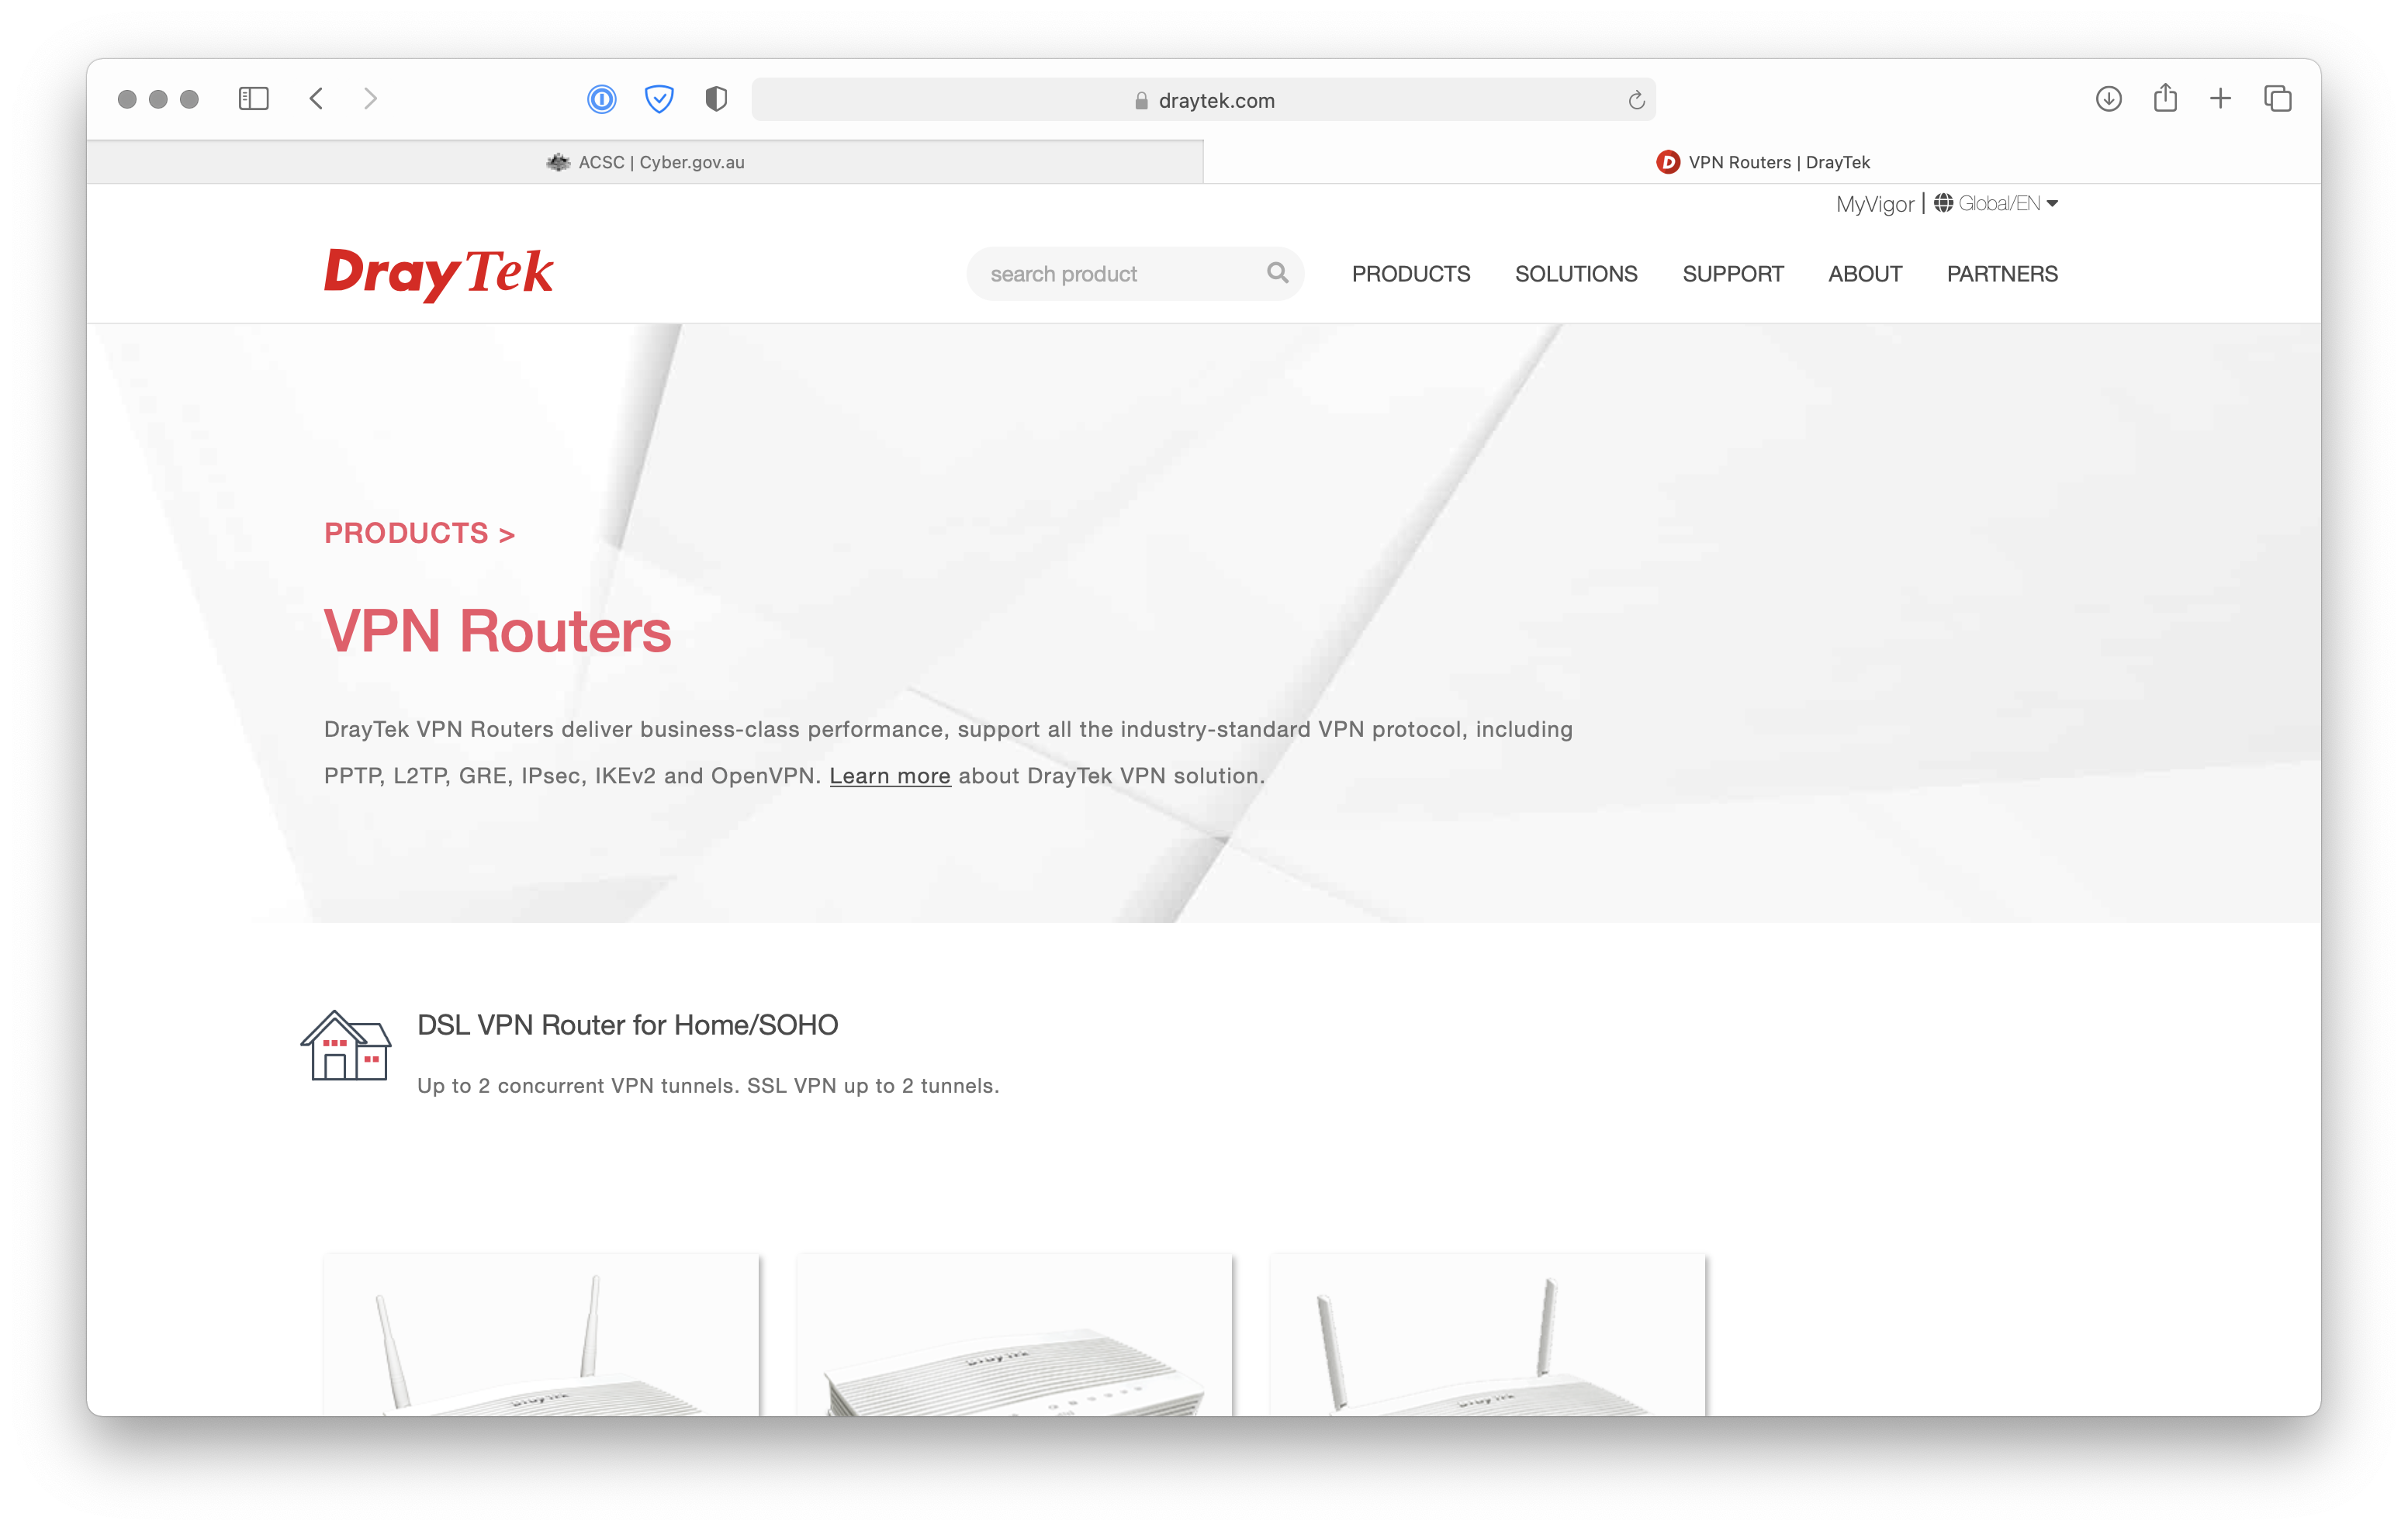 draytek.com
ACSC | Cyber.gov.au
VPN Routers | DrayTek
MyVigor | Global/EN
DrayTek
search product
PRODUCTS
SOLUTIONS
SUPPORT
ABOUT
PARTNERS
PRODUCTS >
VPN Routers
DrayTek VPN Routers deliver business-class performance, support all the industry-standard VPN protocol, including
PPTP, L2TP, GRE, IPsec, IKEv2 and OpenVPN. Learn more about DrayTek VPN solution.
DSL VPN Router for Home/SOHO
Up to 2 concurrent VPN tunnels. SSL VPN up to 2 tunnels.
DrayTek
DrayTek
DrayTek